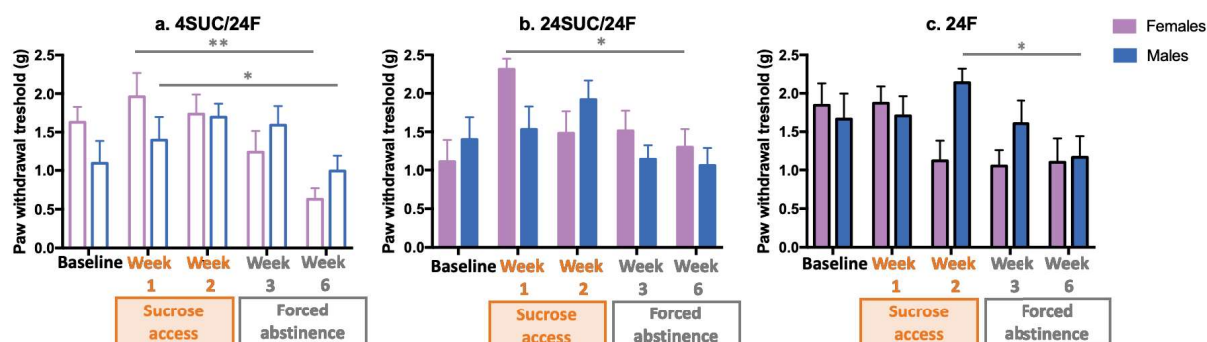 a. 4SUC/24F
**
*
Paw withdrawal treshold (g)
2.5
2.0
1.5
1.0
0.5
0.0
Baseline Week Week Week Week
1 2 3 6
Sucrose Forced
access abstinence
b. 24SUC/24F
*
Paw withdrawal treshold (g)
2.5
2.0
1.5
1.0
0.5
0.0
Baseline Week Week Week Week
1 2 3 6
Sucrose Forced
access abstinence
c. 24F
*
Paw withdrawal treshold (g)
2.5
2.0
1.5
1.0
0.5
0.0
Baseline Week Week Week Week
1 2 3 6
Sucrose Forced
access abstinence
Females
Males